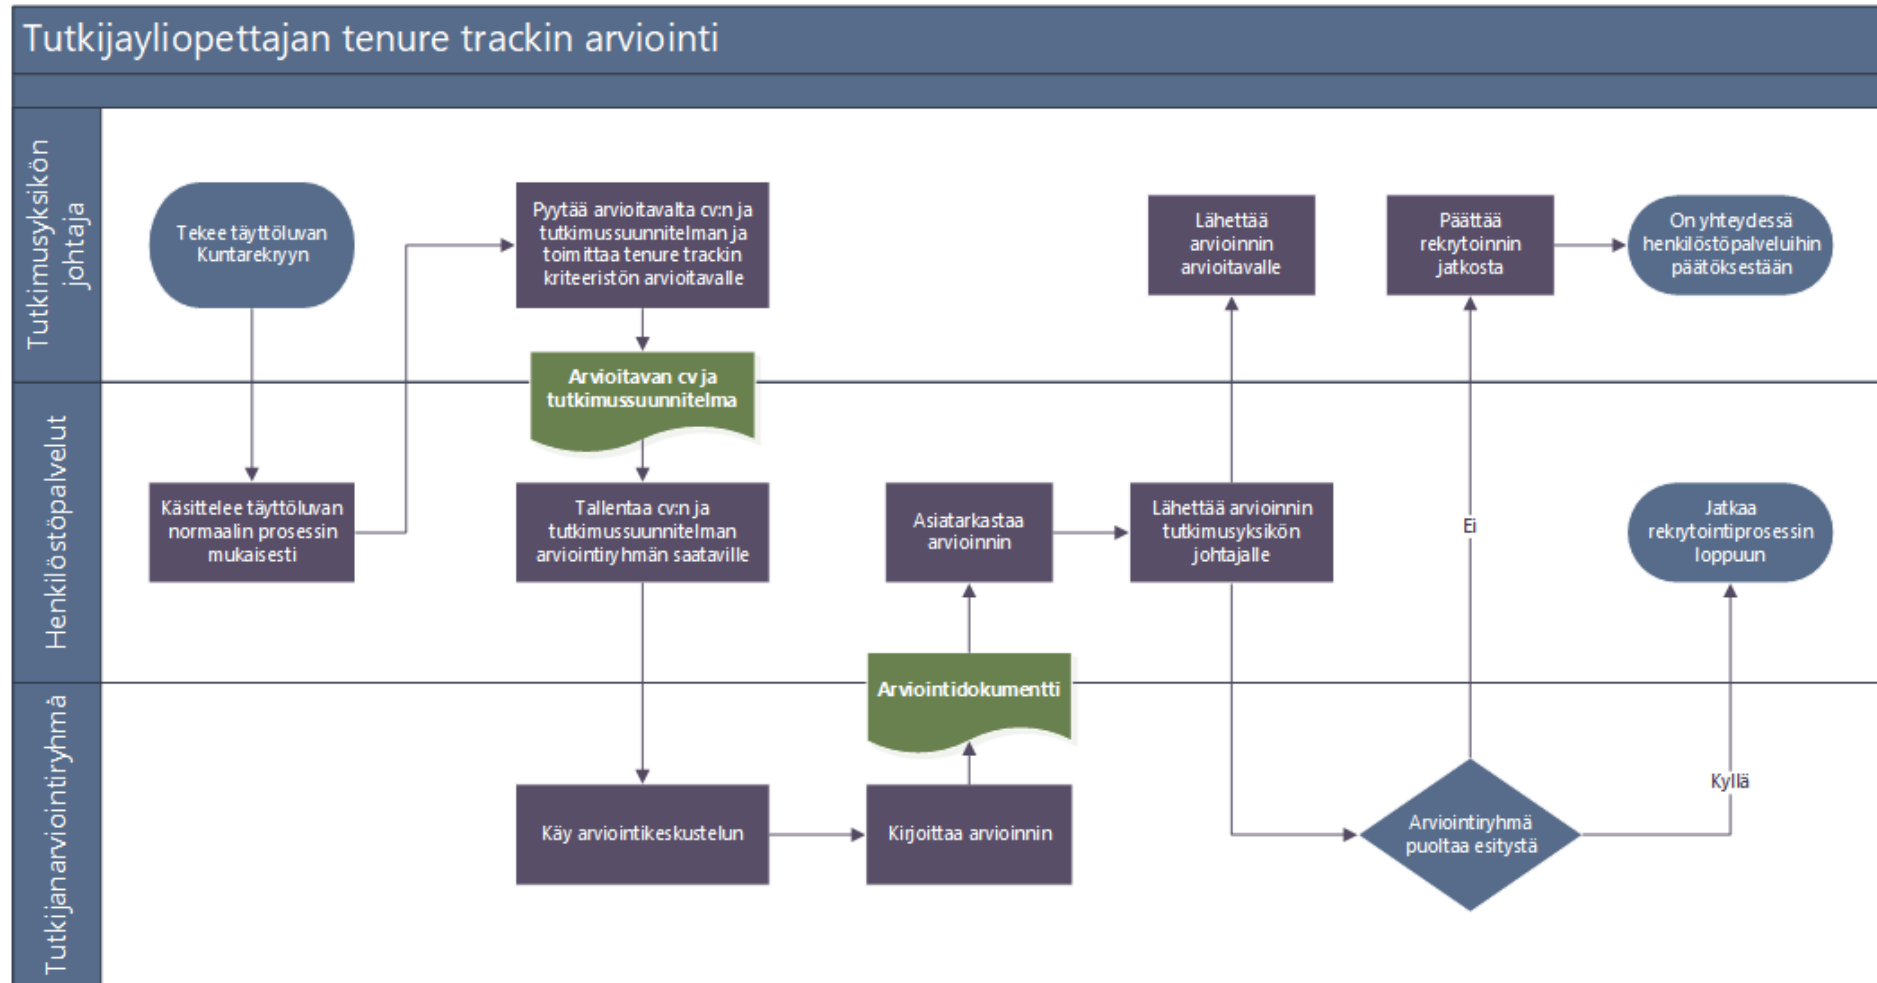 Tutkijayliopettajan tenure trackin arviointi
Tutkimusyksikön
johtaja
Tekee täyttöluvan
Kuntarekryyn
Pyytää arvioitavalta cv:n ja
tutkimussuunnitelman ja
toimittaa tenure trackin
kriteeristön arvioitavalle
Lähettää
arvioinnin
arvioitavalle
Päättää
rekrytoinnin
jatkosta
On yhteydessä
henkilöstöpalveluihin
päätöksestään
Arvioitavan cv ja
tutkimussuunnitelma
Henkilöstöpalvelut
Käsittelee täyttöluvan
normaalin prosessin
mukaisesti
Tallentaa cv:n ja
tutkimussuunnitelman
arviointiryhmän saataville
Asiatarkastaa
arvioinnin
Lähettää arvioinnin
tutkimusyksikön
johtajalle
Ei
Jatkaa
rekrytointiprosessin
loppuun
Arviointidokumentti
Tutkijanarviointiryhmä
Käy arviointikeskustelun
Kirjoittaa arvioinnin
Arviointiryhmä
puoltaa esitystä
Kyllä